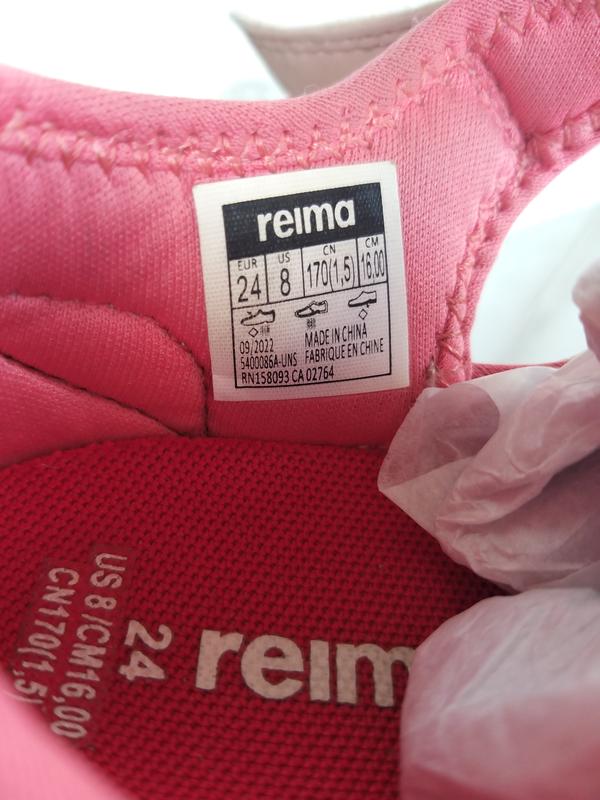 reima
EUR US CN CM
24 8 170(1,5) 16,00
09/2022 MADE IN CHINA
5400086A-UNS FABRIQUE EN CHINE
RN158093 CA 02764
US 8/CM16,00
CN170(1,5)
24
reim